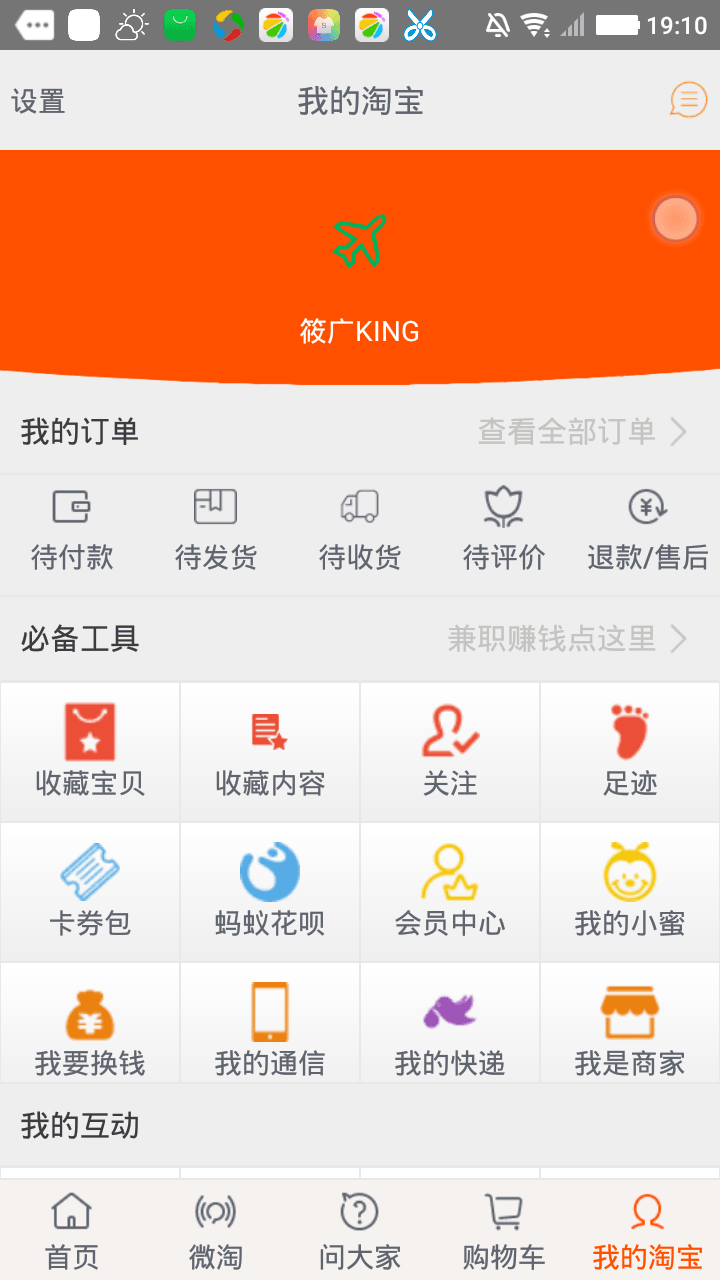 19:10
设置 我的淘宝
筱广KING
我的订单 查看全部订单
待付款 待发货 待收货 待评价 退款/售后
必备工具 兼职赚钱点这里
收藏宝贝 收藏内容 关注 足迹
卡券包 蚂蚁花呗 会员中心 我的小蜜
我要换钱 我的通信 我的快递 我是商家
我的互动
首页 微淘 问大家 购物车 我的淘宝